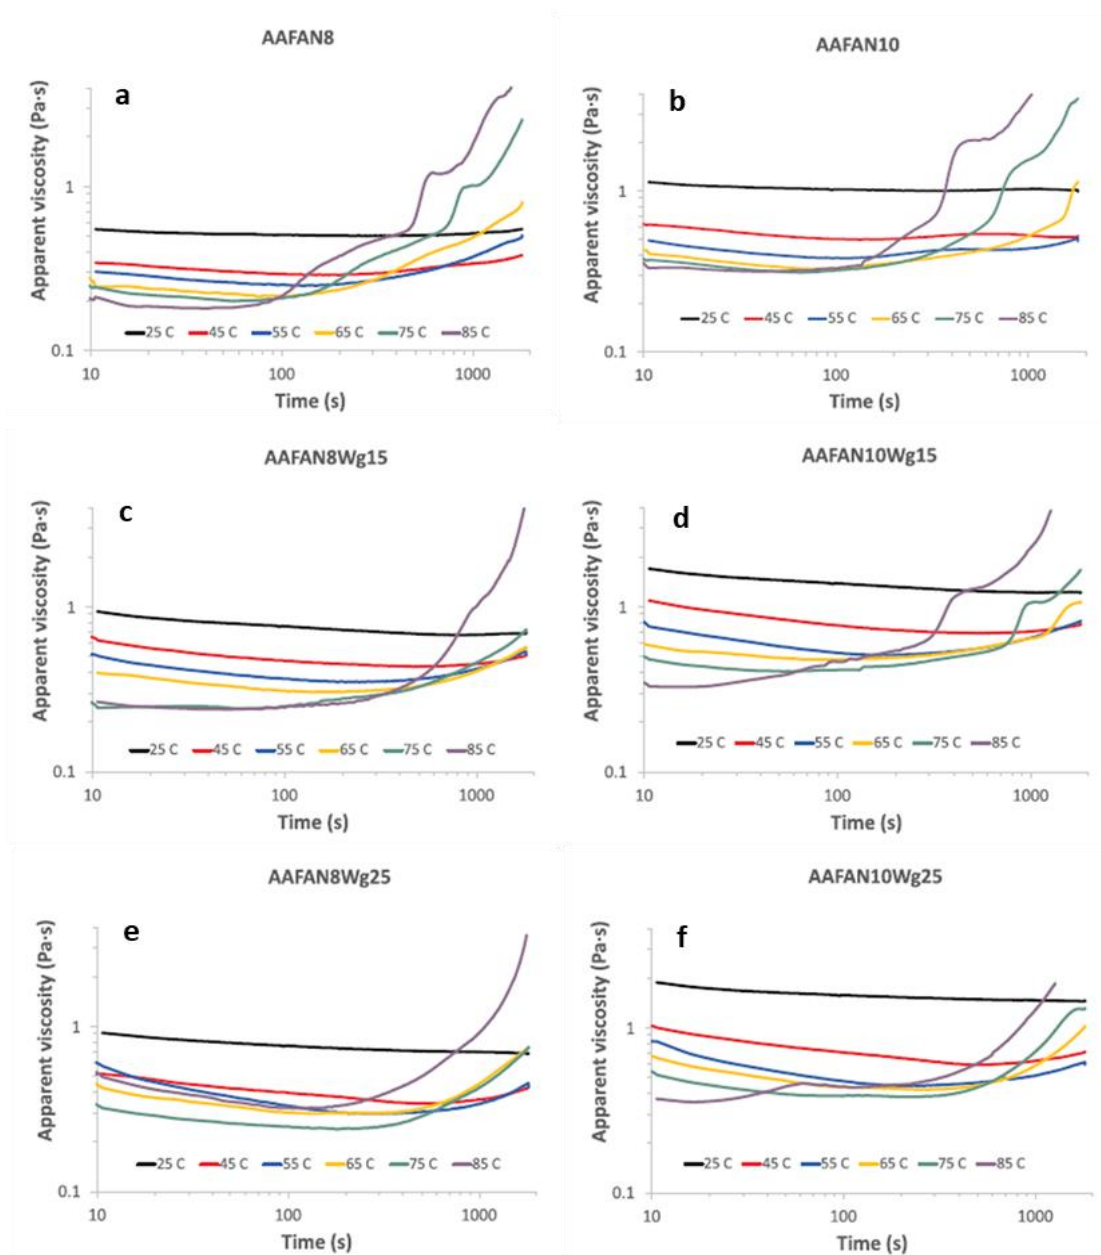 AAFAN8
a
Apparent viscosity (Pa·s)
1
0.1
25 C 45 C 55 C 65 C 75 C 85 C
10 100 1000
Time (s)
AAFAN10
b
Apparent viscosity (Pa·s)
1
0.1
25 C 45 C 55 C 65 C 75 C 85 C
10 100 1000
Time (s)
AAFAN8Wg15
c
Apparent viscosity (Pa·s)
1
0.1
25 C 45 C 55 C 65 C 75 C 85 C
10 100 1000
Time (s)
AAFAN10Wg15
d
Apparent viscosity (Pa·s)
1
0.1
25 C 45 C 55 C 65 C 75 C 85 C
10 100 1000
Time (s)
AAFAN8Wg25
e
Apparent viscosity (Pa·s)
1
0.1
25 C 45 C 55 C 65 C 75 C 85 C
10 100 1000
Time (s)
AAFAN10Wg25
f
Apparent viscosity (Pa·s)
1
0.1
25 C 45 C 55 C 65 C 75 C 85 C
10 100 1000
Time (s)